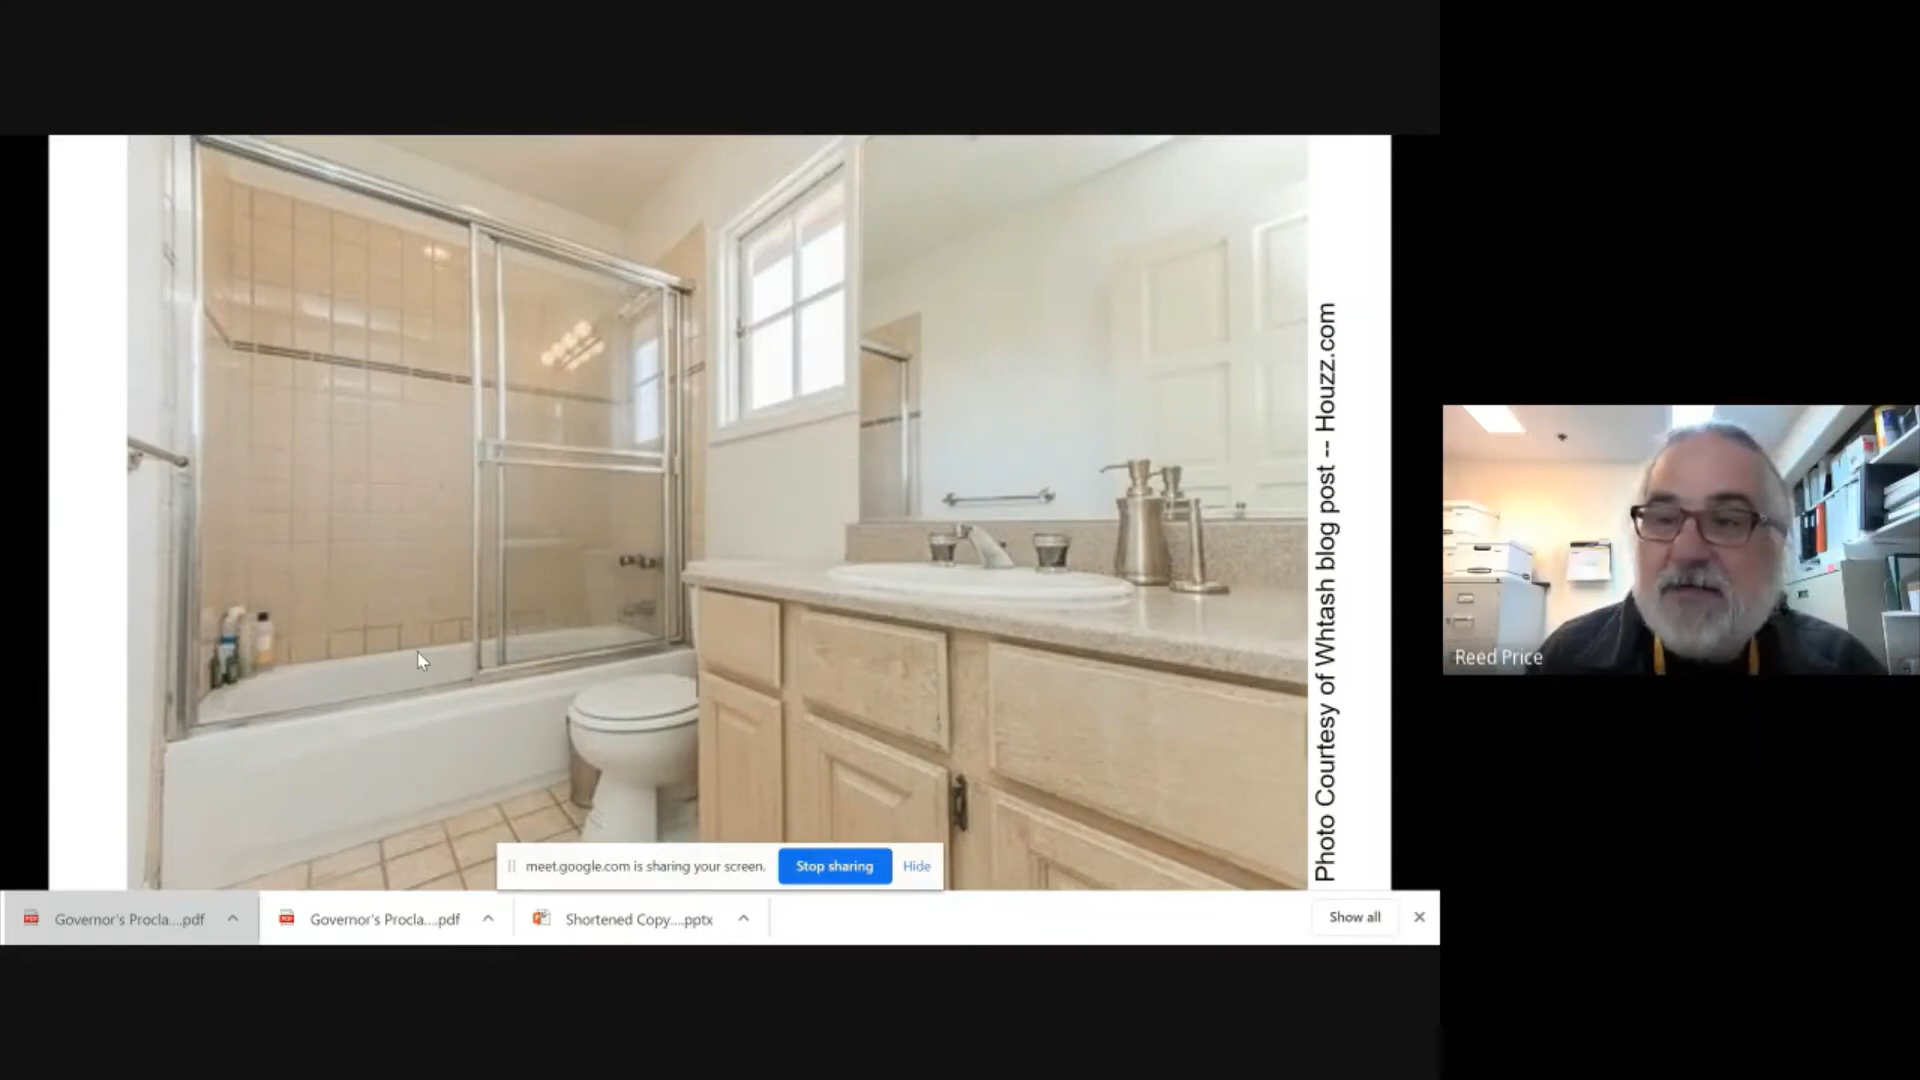 Photo Courtesy of Whtash blog post -- Houzz.com
Reed Price
meet.google.com is sharing your screen.
Stop sharing
Hide
Governor's Procla....pdf
Governor's Procla....pdf
Shortened Copy....pptx
Show all